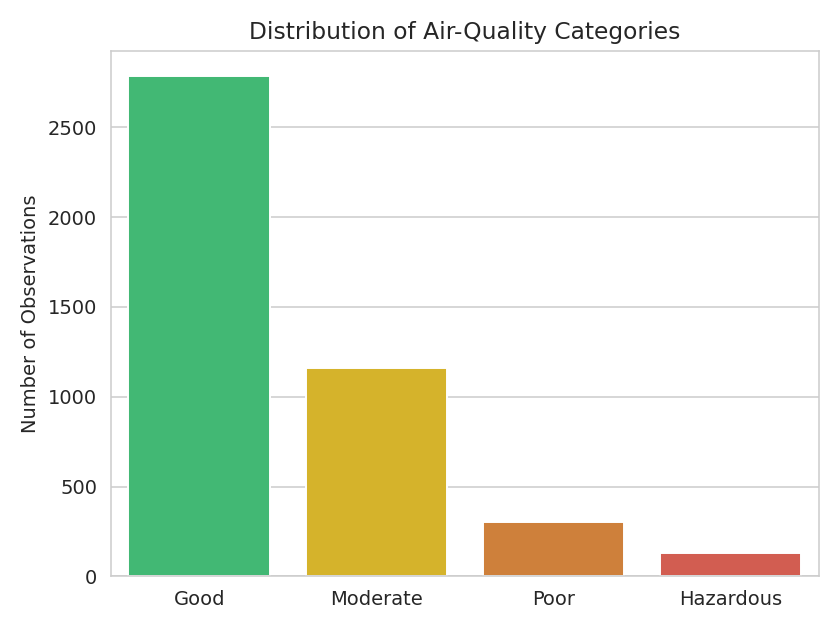 Distribution of Air-Quality Categories
Number of Observations
2500
2000
1500
1000
500
0
Good Moderate Poor Hazardous